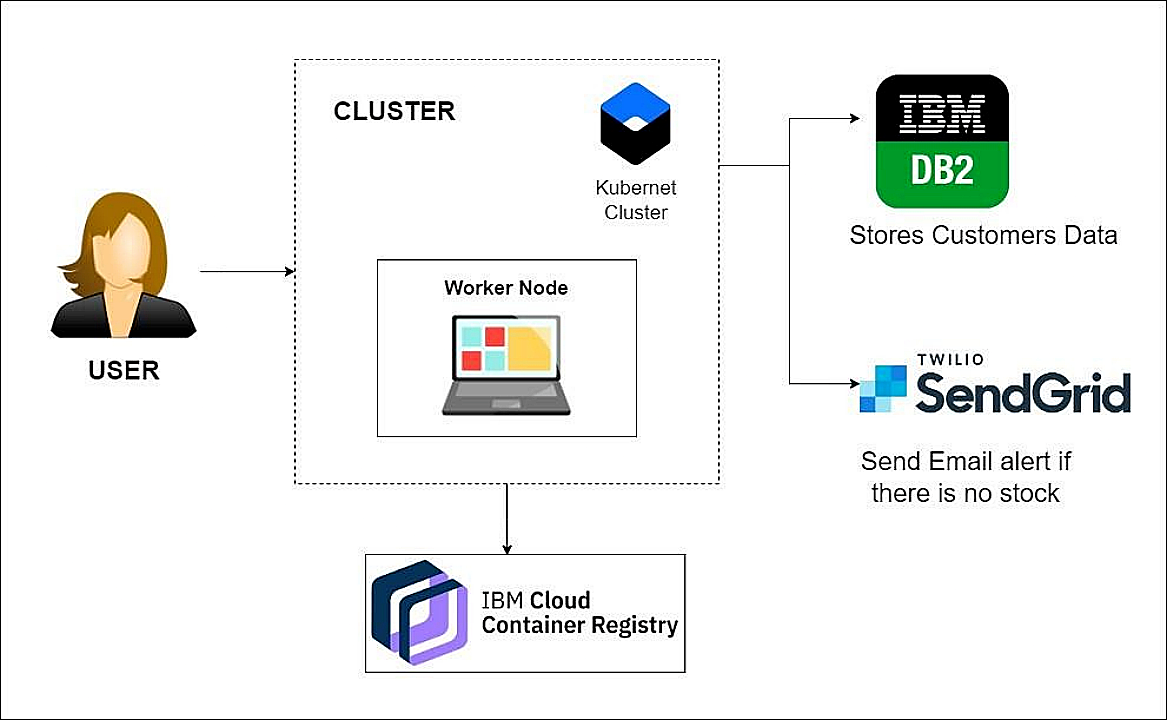 CLUSTER
Kubernet
Cluster
Worker Node
USER
IBM
DB2
Stores Customers Data
TWILIO
SendGrid
Send Email alert if
there is no stock
IBM Cloud
Container Registry